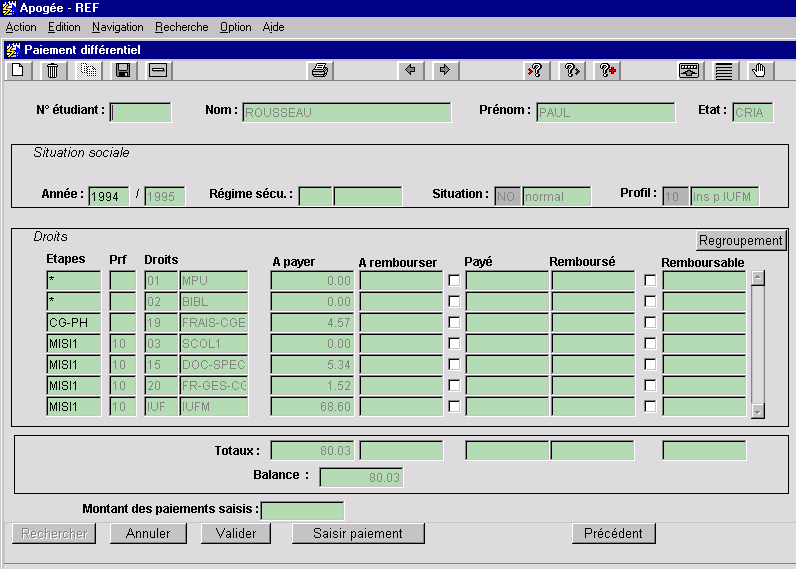 Apogée - REF
Action Edition Navigation Recherche Option Aide
Paiement différentiel
N° étudiant : Nom : ROUSSEAU Prénom : PAUL Etat : CRIA
Situation sociale
Année : 1994 / 1995 Régime sécu. : Situation : NO normal Profil : 10 ins p IUFM
Droits
Regroupement
Etapes Prf Droits A payer A rembourser Payé Remboursé Remboursable
* 01 MPU 0.00
* 02 BIBL 0.00
CG-PH 19 FRAIS-CGE 4.57
MISI1 10 03 SCOL1 0.00
MISI1 10 15 DOC-SPEC 5.34
MISI1 10 20 FR-GES-CG 1.52
MISI1 10 IUF IUFM 68.60
Totaux : 80.03
Balance : 80.03
Montant des paiements saisis :
Rechercher Annuler Valider Saisir paiement Précédent